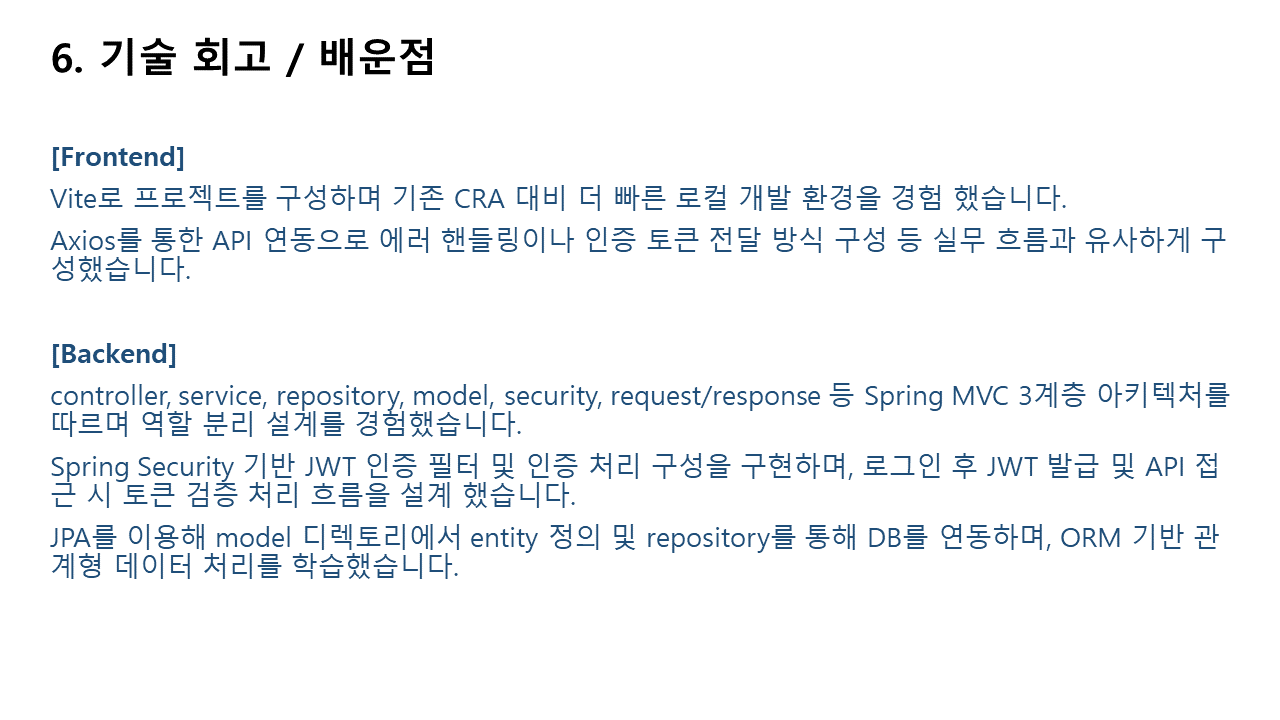 6. 기술 회고 / 배운점
[Frontend]
Vite로 프로젝트를 구성하며 기존 CRA 대비 더 빠른 로컬 개발 환경을 경험 했습니다.
Axios를 통한 API 연동으로 에러 핸들링이나 인증 토큰 전달 방식 구성 등 실무 흐름과 유사하게 구
성했습니다.
[Backend]
controller, service, repository, model, security, request/response 등 Spring MVC 3계층 아키텍처를
따르며 역할 분리 설계를 경험했습니다.
Spring Security 기반 JWT 인증 필터 및 인증 처리 구성을 구현하며, 로그인 후 JWT 발급 및 API 접
근 시 토큰 검증 처리 흐름을 설계 했습니다.
JPA를 이용해 model 디렉토리에서 entity 정의 및 repository를 통해 DB를 연동하며, ORM 기반 관
계형 데이터 처리를 학습했습니다.